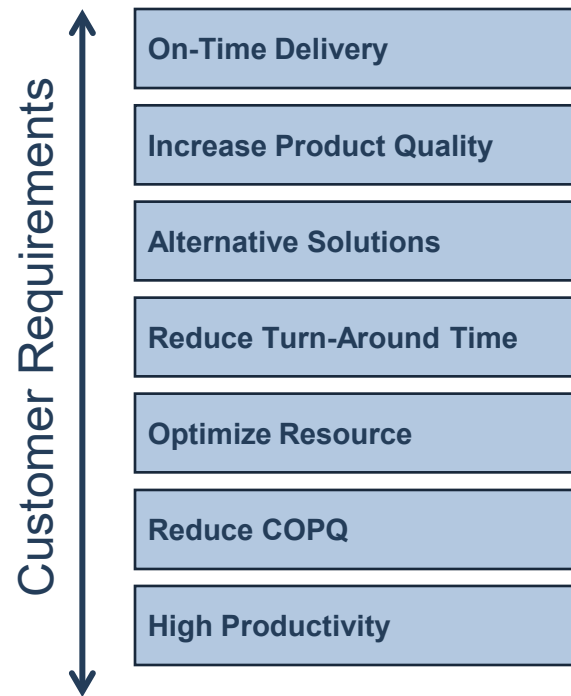 Customer Requirements
On-Time Delivery
Increase Product Quality
Alternative Solutions
Reduce Turn-Around Time
Optimize Resource
Reduce COPQ
High Productivity